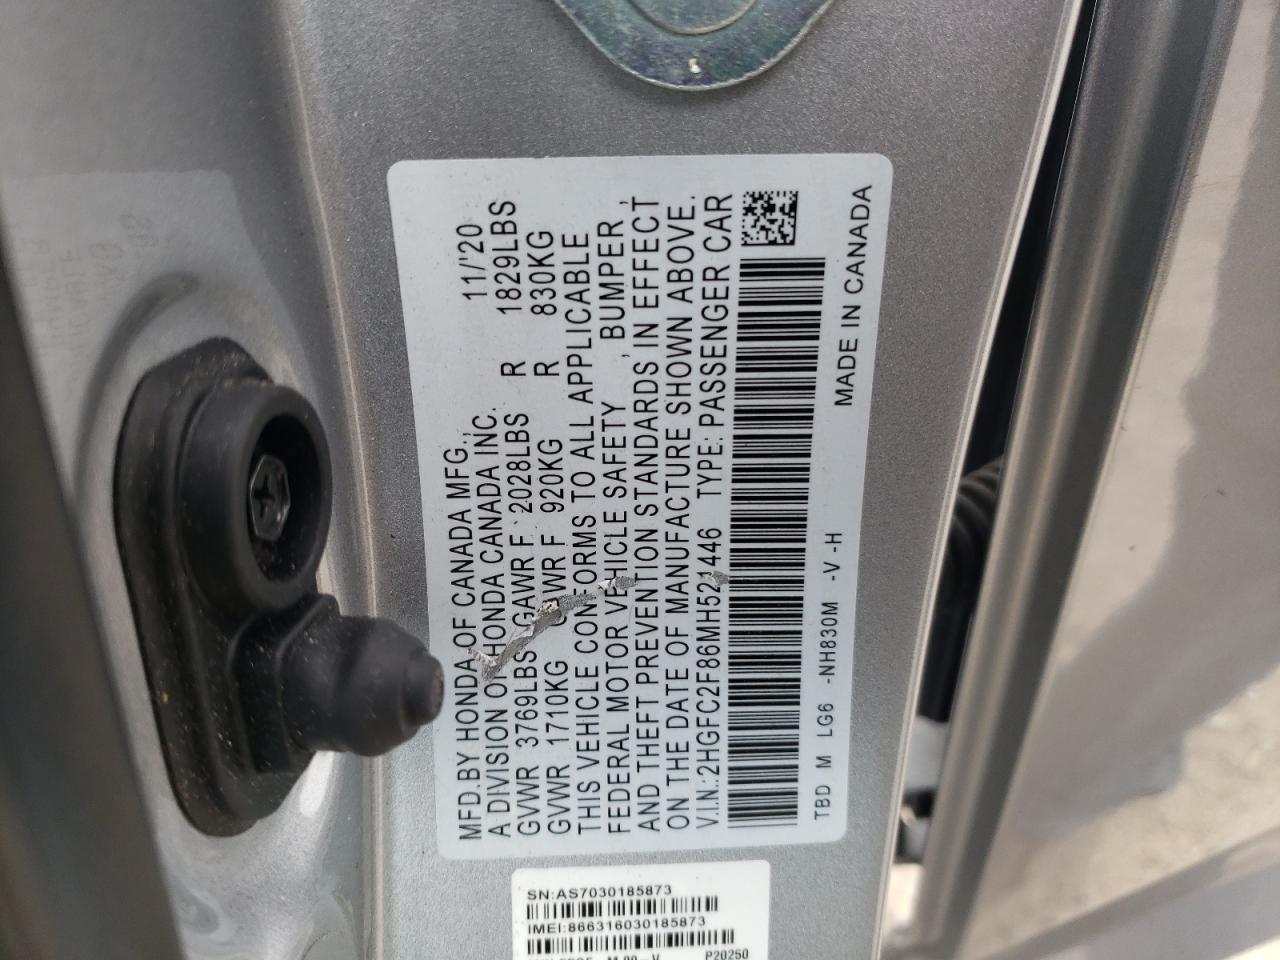 MFD.BY HONDA OF CANADA MFG., 11/'20
A DIVISION OF HONDA CANADA INC.
GVWR 3769LBS GAWR F 2028LBS R 1829LBS
GVWR 1710KG GAWR F 920KG R 830KG
THIS VEHICLE CONFORMS TO ALL APPLICABLE
FEDERAL MOTOR VEHICLE SAFETY , BUMPER ,
AND THEFT PREVENTION STANDARDS IN EFFECT
ON THE DATE OF MANUFACTURE SHOWN ABOVE.
V.I.N.:2HGFC2F86MH521446 TYPE: PASSENGER CAR
TBD M LG6 -NH830M -V -H
MADE IN CANADA
SN:AS7030185873
IMEI:866316030185873
P20250